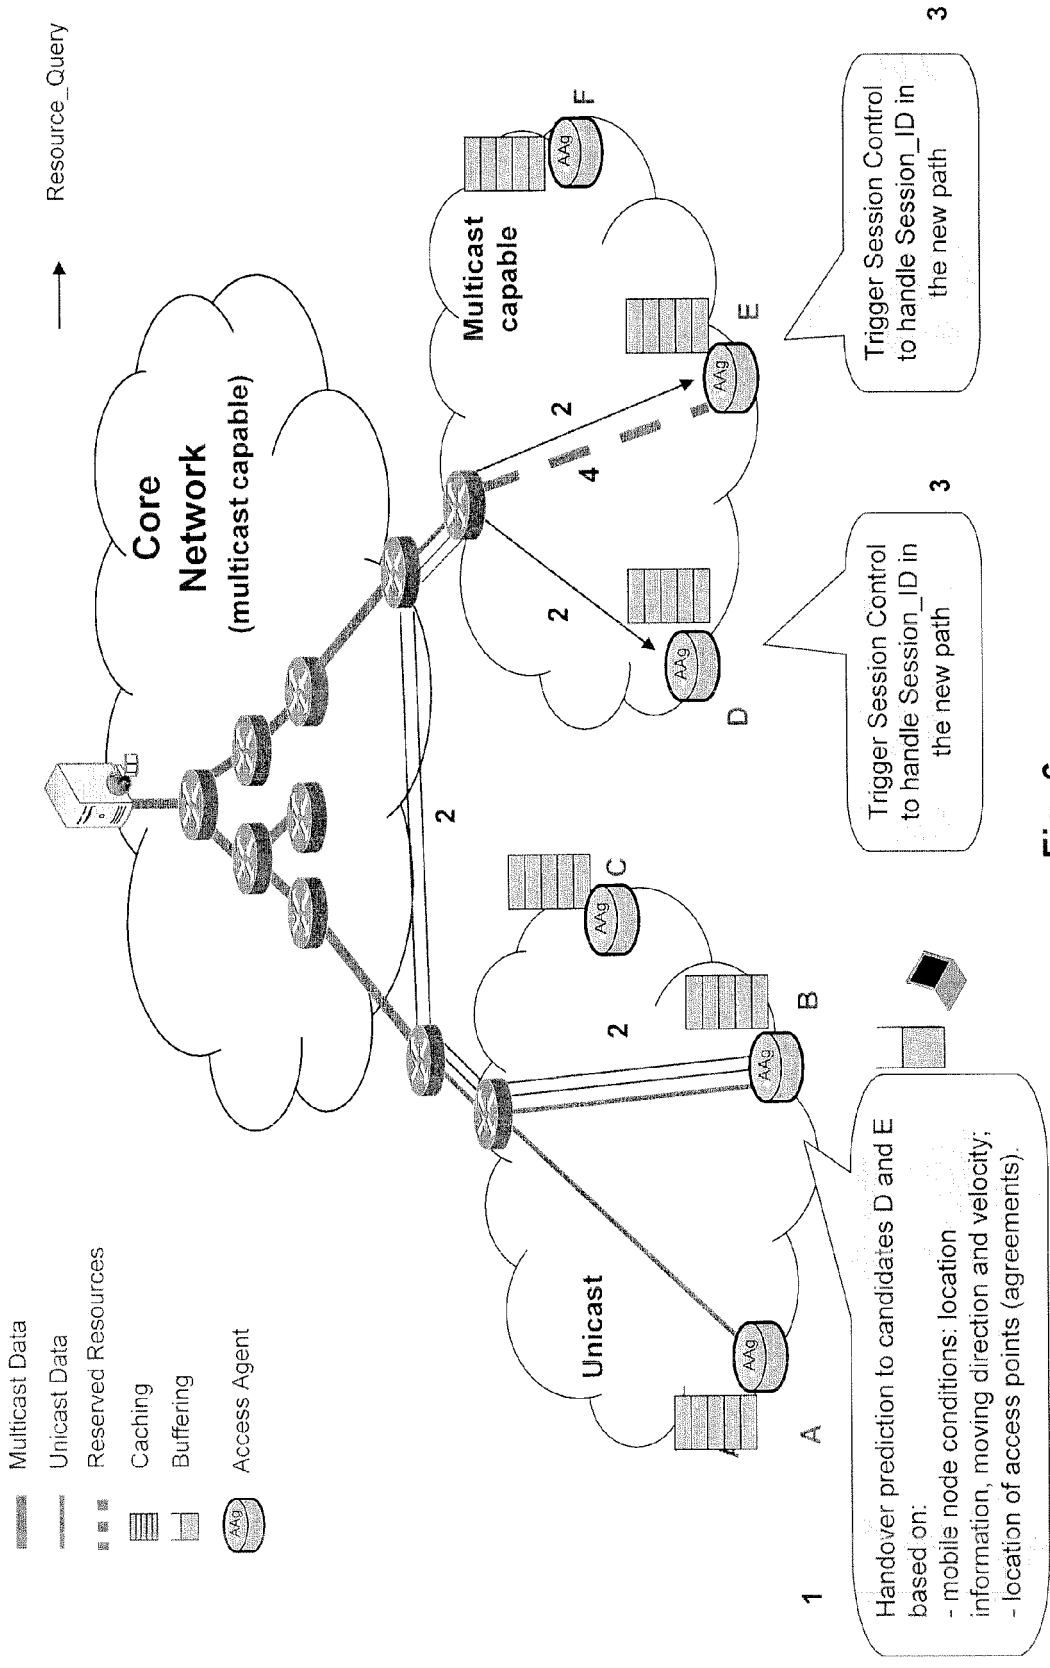 Multicast Data
Unicast Data
Reserved Resources
Caching
Buffering
AAg
Access Agent
Resource_Query
Core
Network
(multicast capable)
Unicast
Multicast
capable
AAg
A
AAg
B
AAg
C
AAg
D
AAg
E
AAg
F
2
2
2
2
4
1
Handover prediction to candidates D and E
based on:
- mobile node conditions: location
information, moving direction and velocity;
- location of access points (agreements).
Trigger Session Control
to handle Session_ID in
the new path
3
Trigger Session Control
to handle Session_ID in
the new path
3